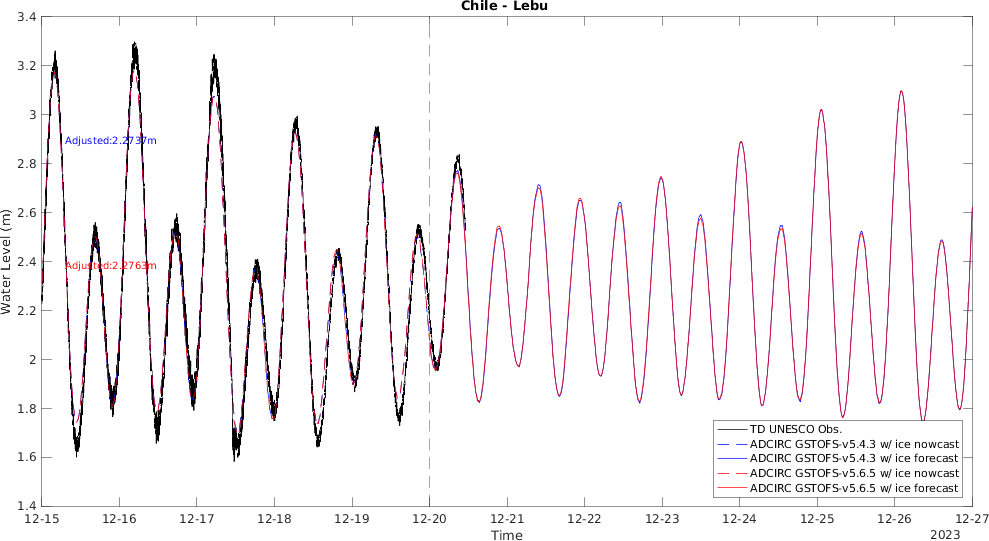 Chile - Lebu
3.4
3.2
3
2.8
2.6
2.4
2.2
2
1.8
1.6
1.4
Water Level (m)
Adjusted:2.2737m
Adjusted:2.2763m
TD UNESCO Obs.
ADCIRC GSTOFS-v5.4.3 w/ ice nowcast
ADCIRC GSTOFS-v5.4.3 w/ ice forecast
ADCIRC GSTOFS-v5.6.5 w/ ice nowcast
ADCIRC GSTOFS-v5.6.5 w/ ice forecast
12-15 12-16 12-17 12-18 12-19 12-20 12-21 12-22 12-23 12-24 12-25 12-26 12-27
Time
2023